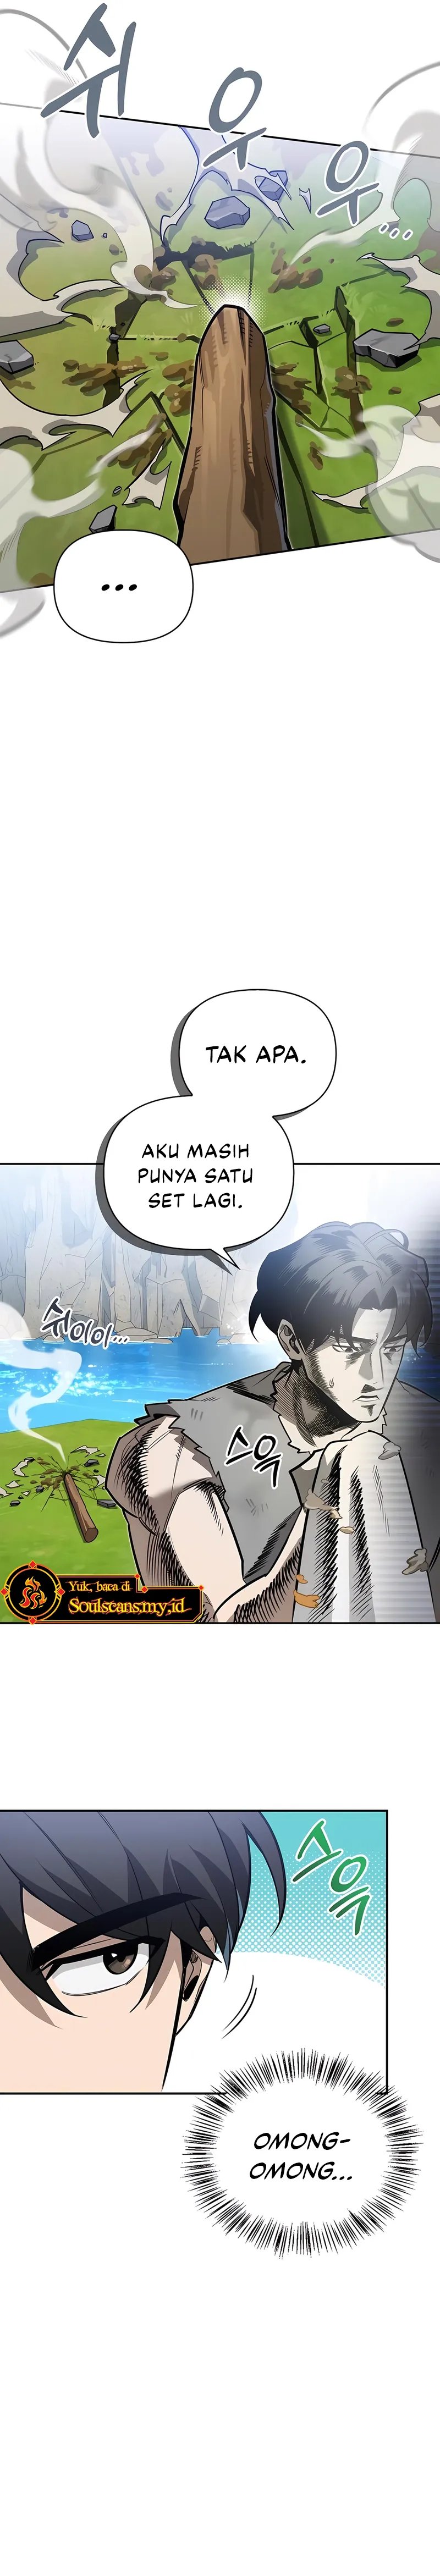 쉬
우
우...
...
TAK APA.
AKU MASIH
PUNYA SATU
SET LAGI.
쉬이이...
스윽
Yuk, baca di
Soulscans.my.id
스윽
OMONG-
OMONG...